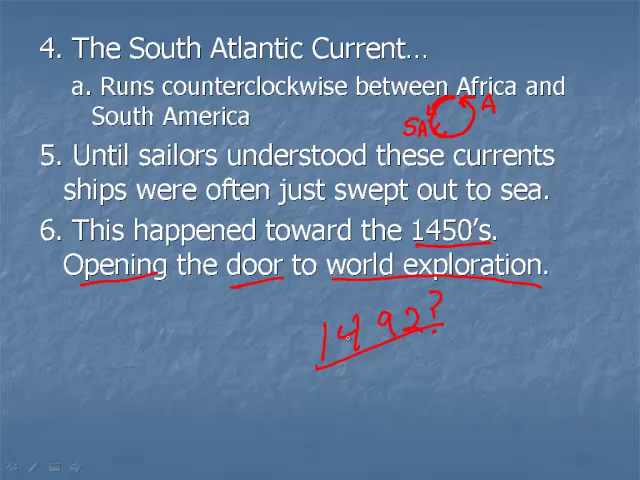 4. The South Atlantic Current…
a. Runs counterclockwise between Africa and
South America
SA A
5. Until sailors understood these currents
ships were often just swept out to sea.
6. This happened toward the 1450's.
Opening the door to world exploration.
1492?